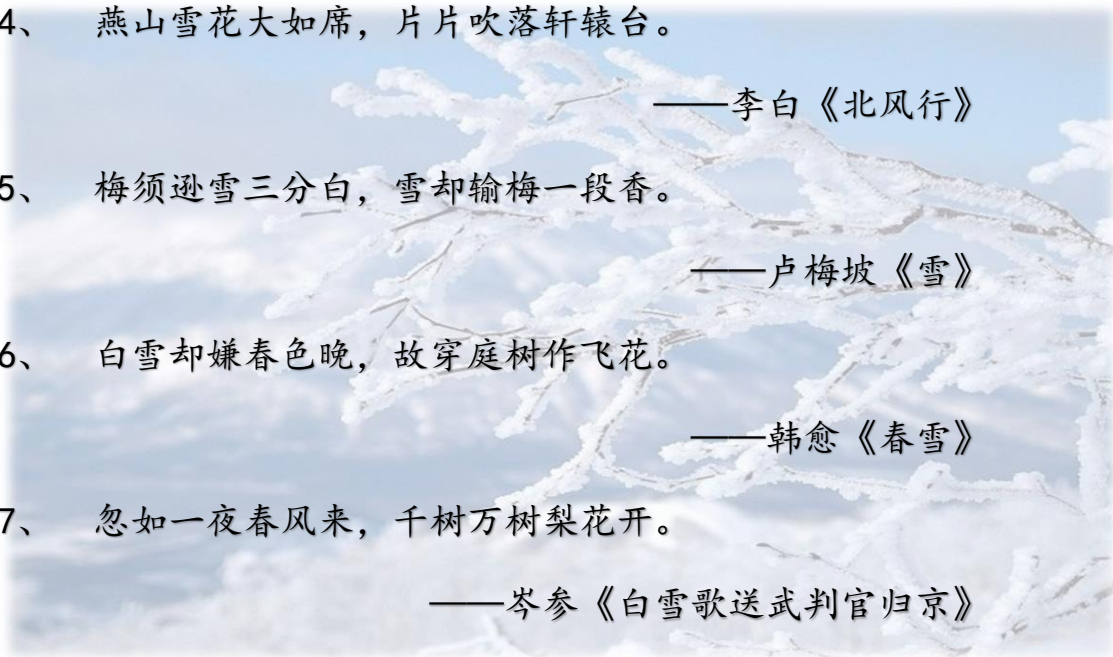 4、 燕山雪花大如席，片片吹落轩辕台。
——李白《北风行》
5、 梅须逊雪三分白，雪却输梅一段香。
——卢梅坡《雪》
6、 白雪却嫌春色晚，故穿庭树作飞花。
——韩愈《春雪》
7、 忽如一夜春风来，千树万树梨花开。
——岑参《白雪歌送武判官归京》